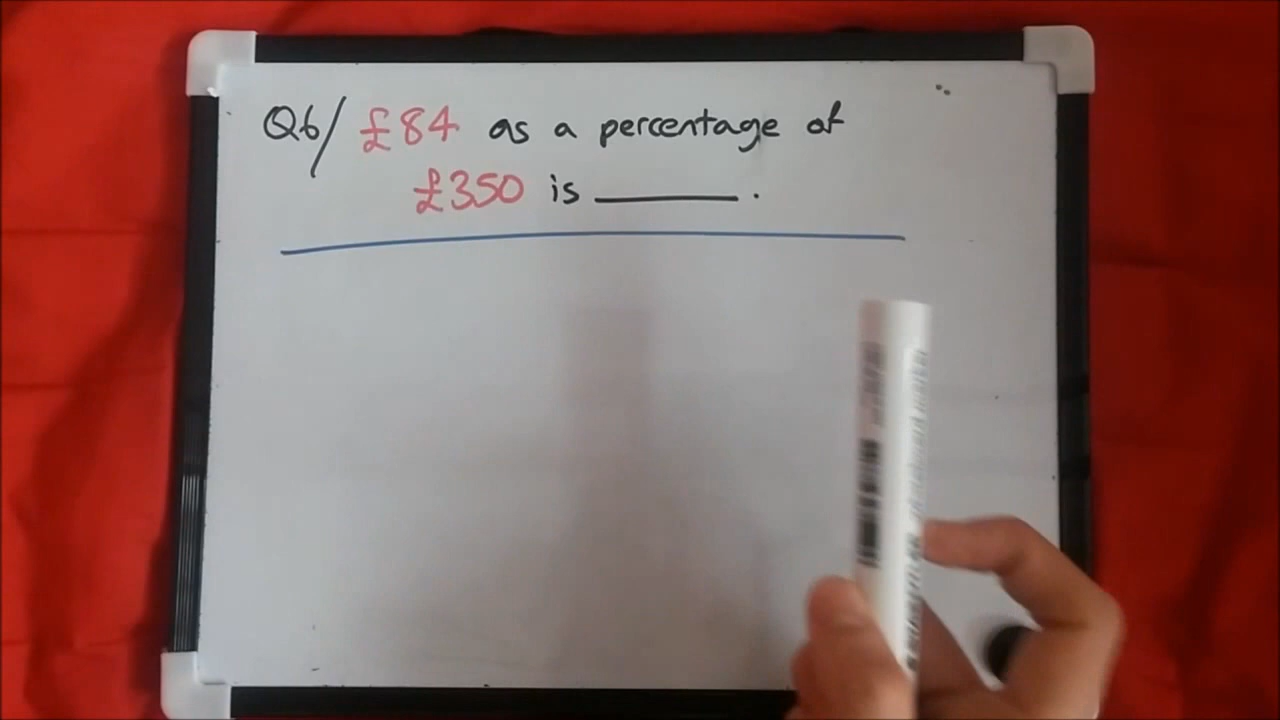 Q6/ £84 as a percentage of
£350 is ______ .